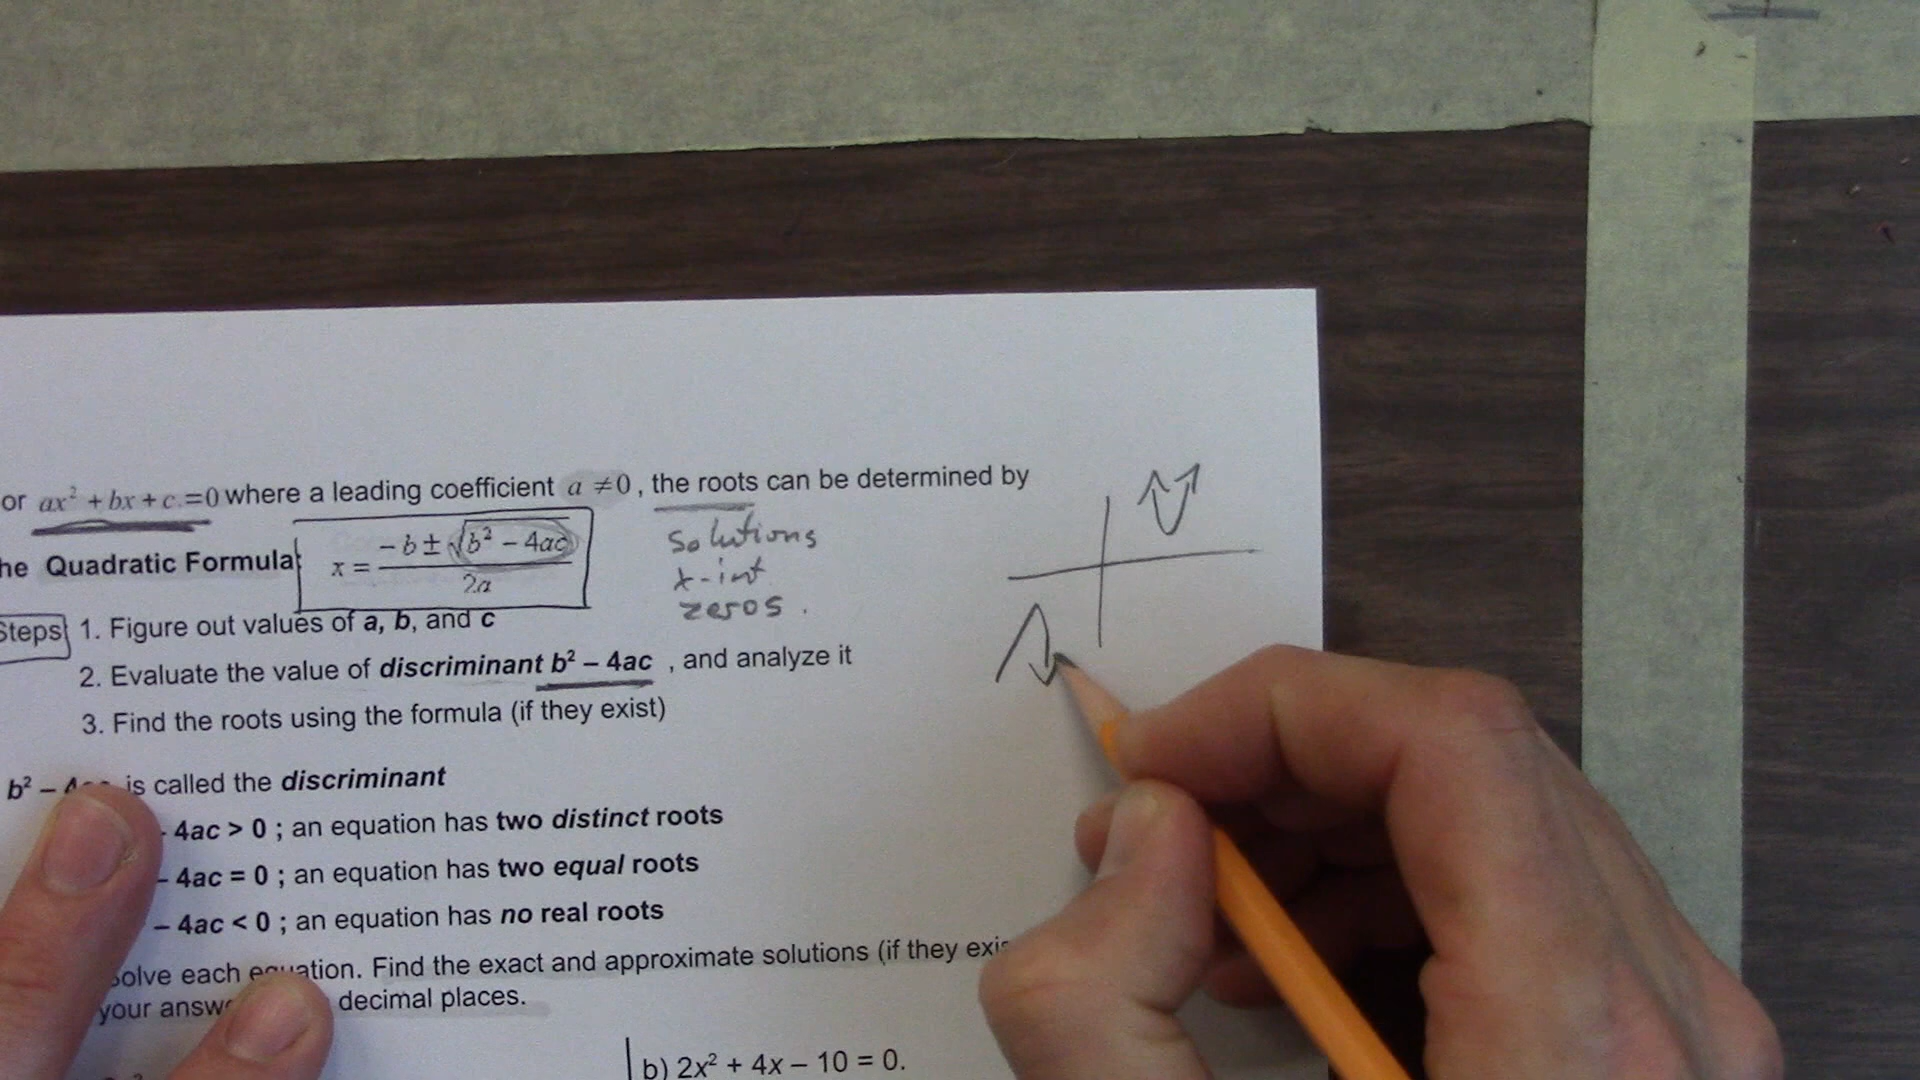 or ax² + bx + c = 0 where a leading coefficient a ≠ 0 , the roots can be determined by
he Quadratic Formula: x = (-b ± √(b² - 4ac)) / 2a
solutions
x-int
zeros.
Steps 1. Figure out values of a, b, and c
2. Evaluate the value of discriminant b² – 4ac , and analyze it
3. Find the roots using the formula (if they exist)
b² – is called the discriminant
4ac > 0 ; an equation has two distinct roots
– 4ac = 0 ; an equation has two equal roots
– 4ac < 0 ; an equation has no real roots
olve each equation. Find the exact and approximate solutions (if they exis
your answ decimal places.
b) 2x² + 4x – 10 = 0.